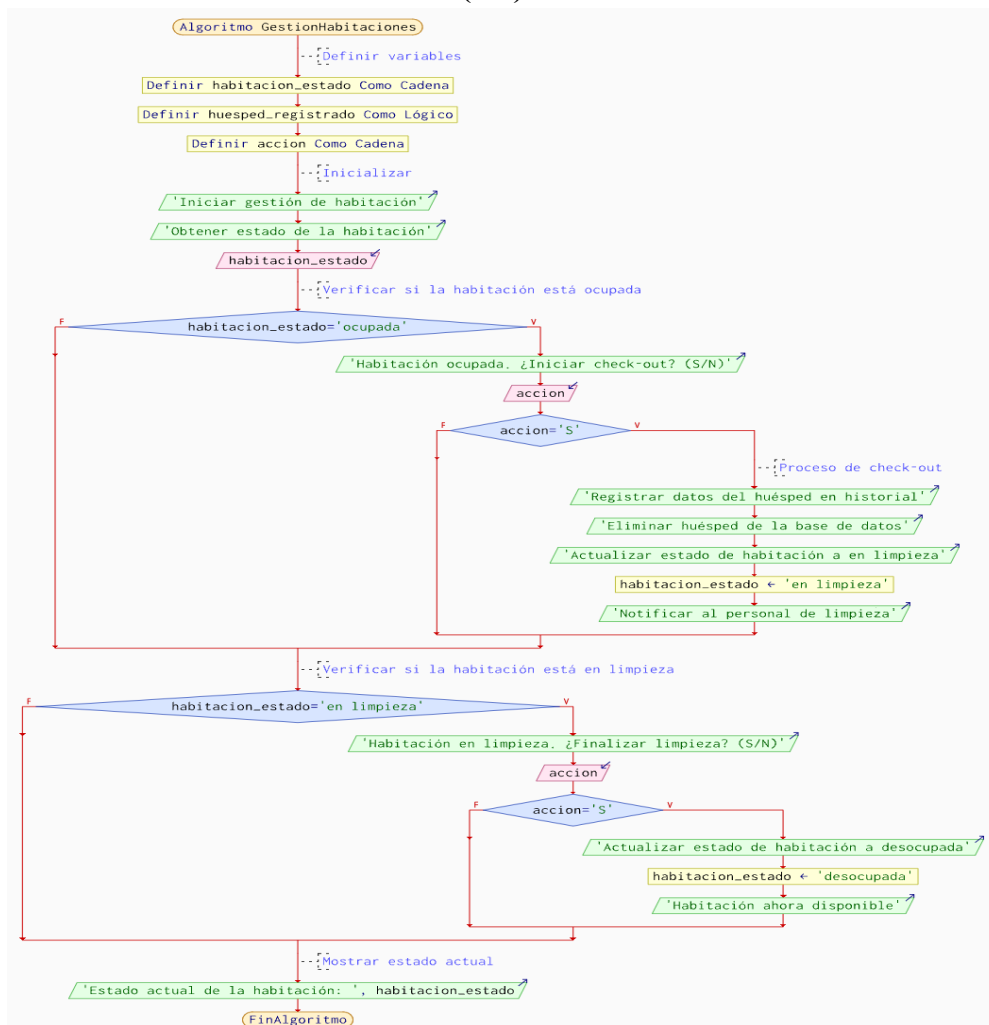 Algoritmo GestionHabitaciones
Definir variables
Definir habitacion_estado Como Cadena
Definir huesped_registrado Como Lógico
Definir accion Como Cadena
Inicializar
'Iniciar gestión de habitación'
'Obtener estado de la habitación'
habitacion_estado
Verificar si la habitación está ocupada
F
habitacion_estado='ocupada'
V
'Habitación ocupada. ¿Iniciar check-out? (S/N)'
accion
F
accion='S'
V
Proceso de check-out
'Registrar datos del huésped en historial'
'Eliminar huésped de la base de datos'
'Actualizar estado de habitación a en limpieza'
habitacion_estado ← 'en limpieza'
'Notificar al personal de limpieza'
Verificar si la habitación está en limpieza
F
habitacion_estado='en limpieza'
V
'Habitación en limpieza. ¿Finalizar limpieza? (S/N)'
accion
F
accion='S'
V
'Actualizar estado de habitación a desocupada'
habitacion_estado ← 'desocupada'
'Habitación ahora disponible'
Mostrar estado actual
'Estado actual de la habitación: ', habitacion_estado
FinAlgoritmo